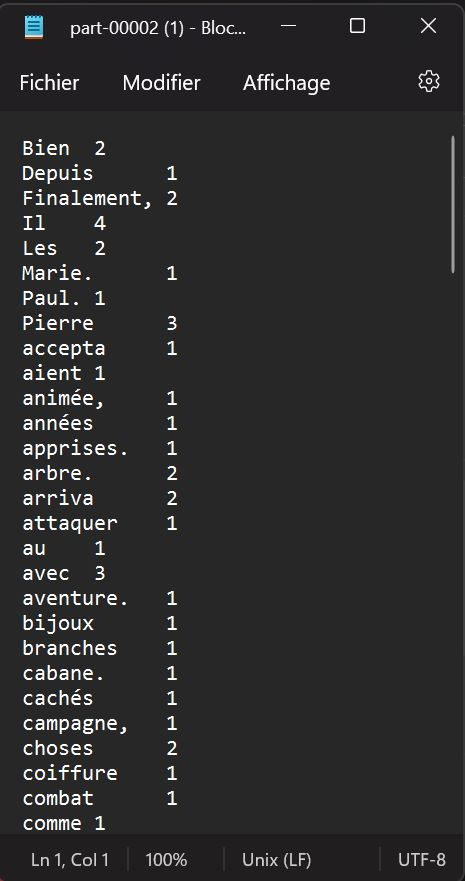 part-00002 (1) - Bloc...
Fichier Modifier Affichage
Bien 2
Depuis 1
Finalement, 2
Il 4
Les 2
Marie. 1
Paul. 1
Pierre 3
accepta 1
aient 1
animée, 1
années 1
apprises. 1
arbre. 2
arriva 2
attaquer 1
au 1
avec 3
aventure. 1
bijoux 1
branches 1
cabane. 1
cachés 1
campagne, 1
choses 2
coiffure 1
combat 1
comme 1
Ln 1, Col 1 100% Unix (LF) UTF-8